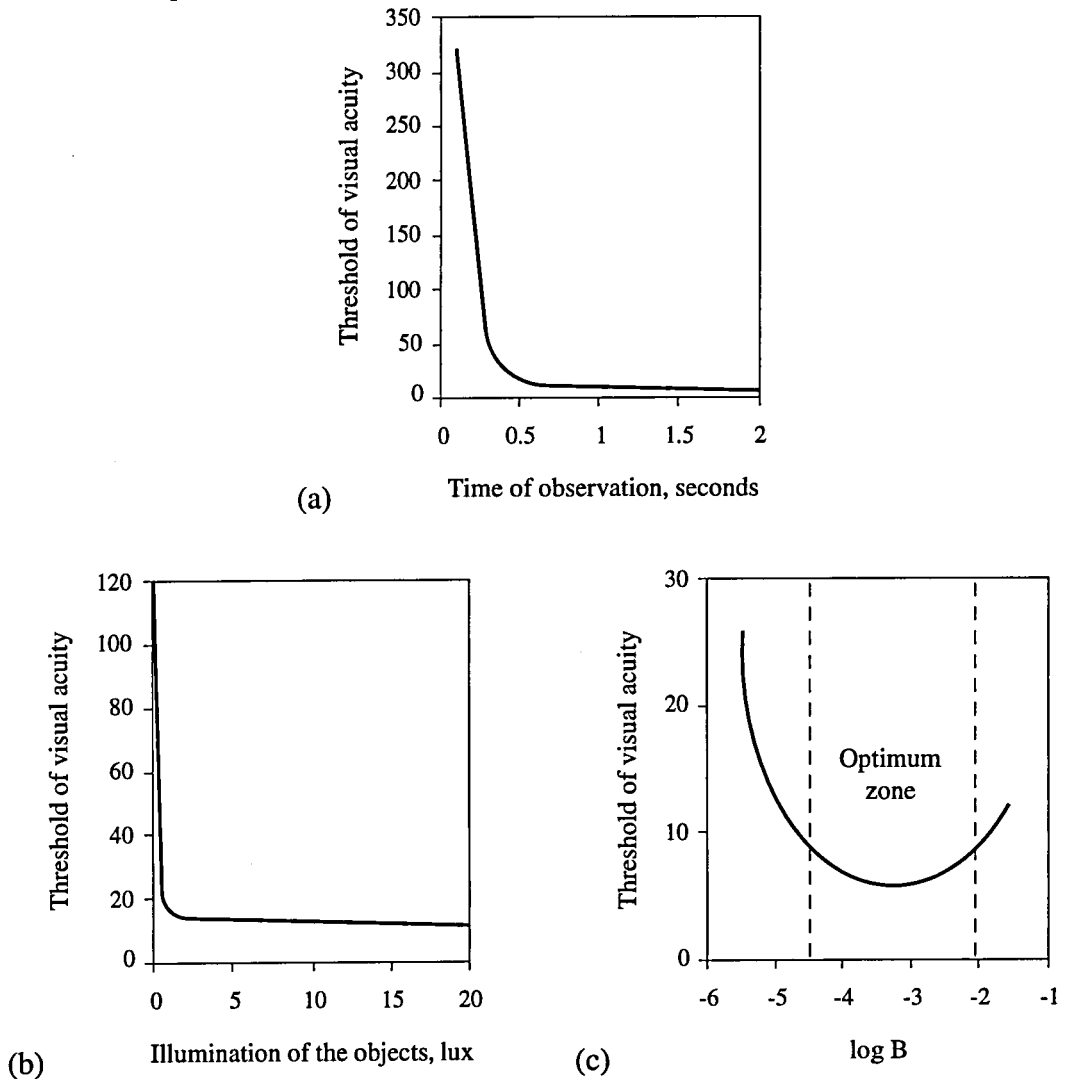 350
300
250
200
150
100
50
0
Threshold of visual acuity
0 0.5 1 1.5 2
Time of observation, seconds
(a)
120
100
80
60
40
20
0
Threshold of visual acuity
0 5 10 15 20
Illumination of the objects, lux
(b)
30
20
10
0
Threshold of visual acuity
Optimum
zone
-6 -5 -4 -3 -2 -1
log B
(c)